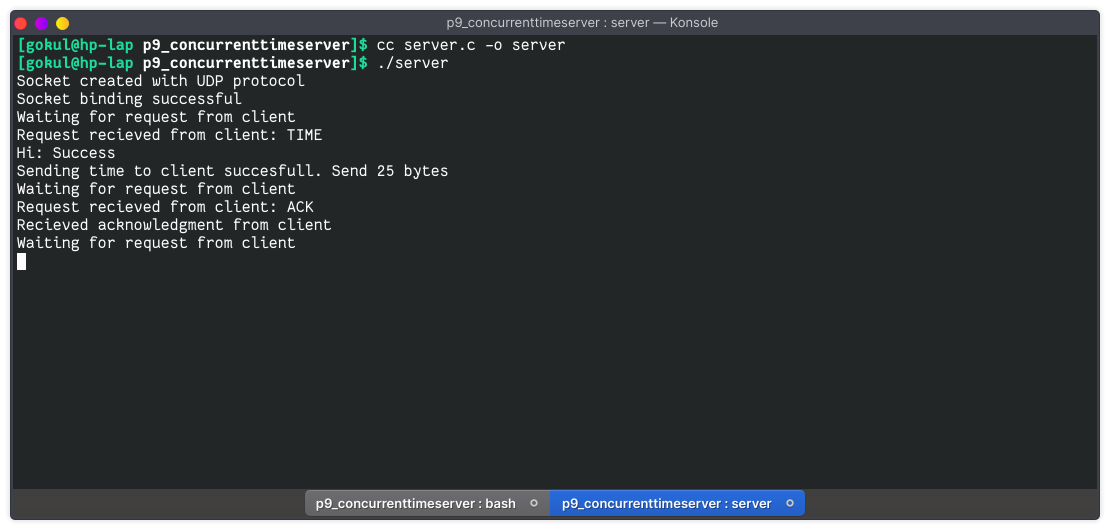 p9_concurrenttimeserver : server — Konsole
[gokul@hp-lap p9_concurrenttimeserver]$ cc server.c -o server
[gokul@hp-lap p9_concurrenttimeserver]$ ./server
Socket created with UDP protocol
Socket binding successful
Waiting for request from client
Request recieved from client: TIME
Hi: Success
Sending time to client succesfull. Send 25 bytes
Waiting for request from client
Request recieved from client: ACK
Recieved acknowledgment from client
Waiting for request from client
p9_concurrenttimeserver : bash
p9_concurrenttimeserver : server